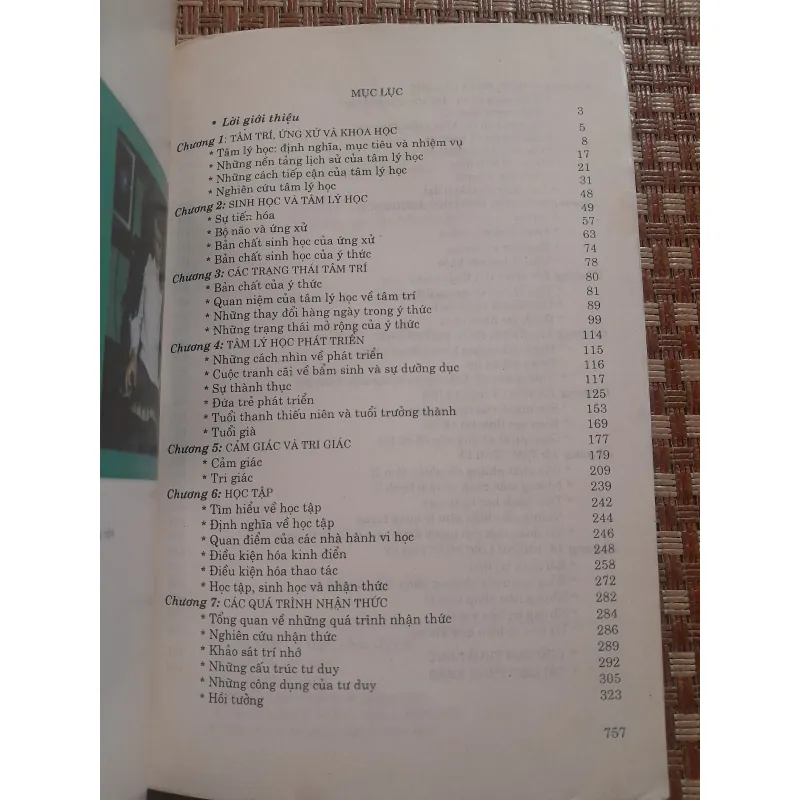 MỤC LỤC
* Lời giới thiệu 3
Chương 1: TÂM TRÍ, ỨNG XỬ VÀ KHOA HỌC 5
* Tâm lý học: định nghĩa, mục tiêu và nhiệm vụ 8
* Những nền tảng lịch sử của tâm lý học 17
* Những cách tiếp cận của tâm lý học 21
* Nghiên cứu tâm lý học 31
Chương 2: SINH HỌC VÀ TÂM LÝ HỌC 48
* Sự tiến hóa 49
* Bộ não và ứng xử 57
* Bản chất sinh học của ứng xử 63
* Bản chất sinh học của ý thức 74
Chương 3: CÁC TRẠNG THÁI TÂM TRÍ 78
* Bản chất của ý thức 80
* Quan niệm của tâm lý học về tâm trí 81
* Những thay đổi hàng ngày trong ý thức 89
* Những trạng thái mở rộng của ý thức 99
Chương 4: TÂM LÝ HỌC PHÁT TRIỂN 114
* Những cách nhìn về phát triển 115
* Cuộc tranh cãi về bẩm sinh và sự dưỡng dục 116
* Sự thành thục 117
* Đứa trẻ phát triển 125
* Tuổi thanh thiếu niên và tuổi trưởng thành 153
* Tuổi già 169
Chương 5: CẢM GIÁC VÀ TRI GIÁC 177
* Cảm giác 179
* Tri giác 209
Chương 6: HỌC TẬP 239
* Tìm hiểu về học tập 242
* Định nghĩa về học tập 244
* Quan điểm của các nhà hành vi học 246
* Điều kiện hóa kinh điển 248
* Điều kiện hóa thao tác 258
* Học tập, sinh học và nhận thức 272
Chương 7: CÁC QUÁ TRÌNH NHẬN THỨC 282
* Tổng quan về những quá trình nhận thức 284
* Nghiên cứu nhận thức 286
* Khảo sát trí nhớ 289
* Những cấu trúc tư duy 292
* Những công dụng của tư duy 305
* Hồi tưởng 323
757